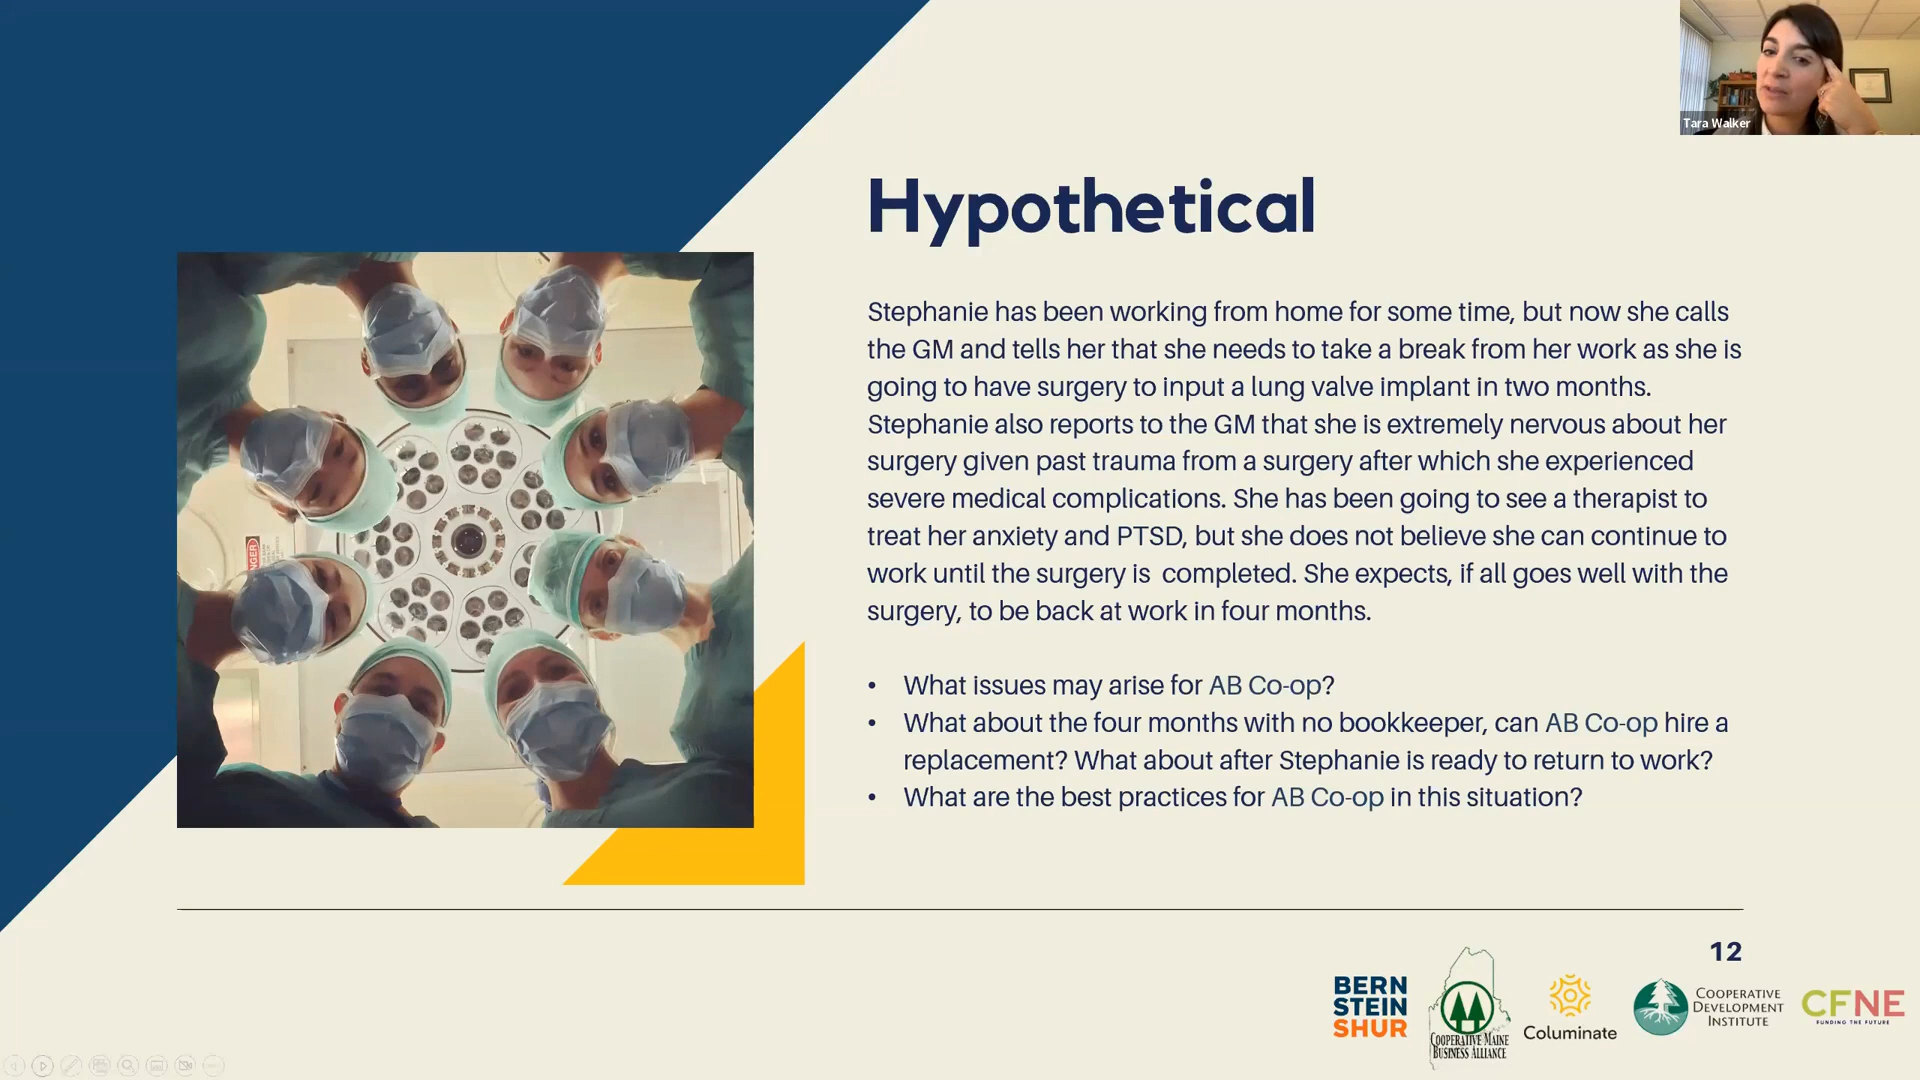 Tara Walker
Hypothetical
Stephanie has been working from home for some time, but now she calls
the GM and tells her that she needs to take a break from her work as she is
going to have surgery to input a lung valve implant in two months.
Stephanie also reports to the GM that she is extremely nervous about her
surgery given past trauma from a surgery after which she experienced
severe medical complications. She has been going to see a therapist to
treat her anxiety and PTSD, but she does not believe she can continue to
work until the surgery is completed. She expects, if all goes well with the
surgery, to be back at work in four months.
• What issues may arise for AB Co-op?
• What about the four months with no bookkeeper, can AB Co-op hire a
replacement? What about after Stephanie is ready to return to work?
• What are the best practices for AB Co-op in this situation?
DANGER
12
BERN
STEIN
SHUR
COOPERATIVE MAINE
BUSINESS ALLIANCE
Columinate
COOPERATIVE
DEVELOPMENT
INSTITUTE
CFNE
FUNDING THE FUTURE